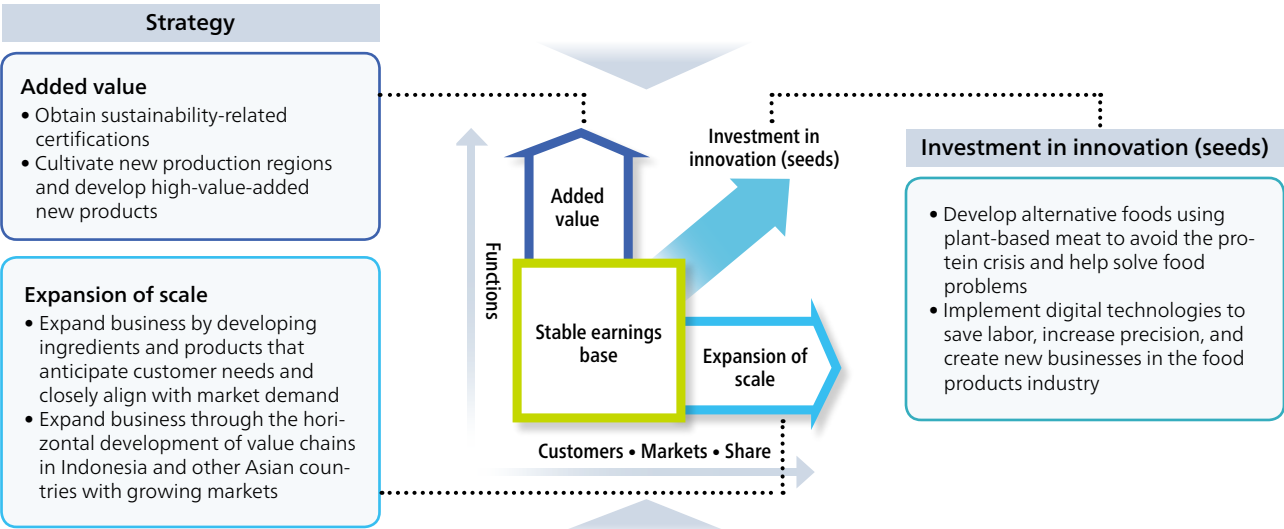 Strategy
Added value
• Obtain sustainability-related
certifications
• Cultivate new production regions
and develop high-value-added
new products
Expansion of scale
• Expand business by developing
ingredients and products that
anticipate customer needs and
closely align with market demand
• Expand business through the hori-
zontal development of value chains
in Indonesia and other Asian coun-
tries with growing markets
Functions
Added
value
Investment in
innovation (seeds)
Stable earnings
base
Expansion of
scale
Customers • Markets • Share
Investment in innovation (seeds)
• Develop alternative foods using
plant-based meat to avoid the pro-
tein crisis and help solve food
problems
• Implement digital technologies to
save labor, increase precision, and
create new businesses in the food
products industry